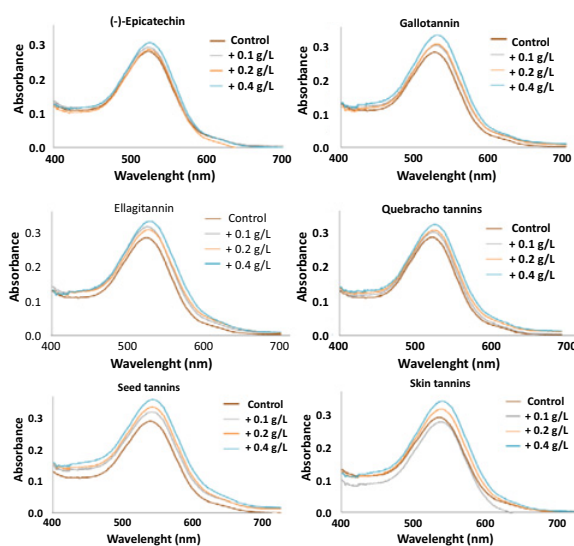 (-)-Epicatechin
Absorbance
0.3
0.2
0.1
0.0
400
500
600
700
Wavelenght (nm)
Control
+ 0.1 g/L
+ 0.2 g/L
+ 0.4 g/L
Gallotannin
Absorbance
0.3
0.2
0.1
0.0
400
500
600
700
Wavelenght (nm)
Control
+ 0.1 g/L
+ 0.2 g/L
+ 0.4 g/L
Ellagitannin
Absorbance
0.3
0.2
0.1
0.0
400
500
600
700
Wavelenght (nm)
Control
+ 0.1 g/L
+ 0.2 g/L
+ 0.4 g/L
Quebracho tannins
Absorbance
0.3
0.2
0.1
0.0
400
500
600
700
Wavelenght (nm)
Control
+ 0.1 g/L
+ 0.2 g/L
+ 0.4 g/L
Seed tannins
Absorbance
0.3
0.2
0.1
0.0
400
500
600
700
Wavelenght (nm)
Control
+ 0.1 g/L
+ 0.2 g/L
+ 0.4 g/L
Skin tannins
Absorbance
0.3
0.2
0.1
0.0
400
500
600
700
Wavelenght (nm)
Control
+ 0.1 g/L
+ 0.2 g/L
+ 0.4 g/L